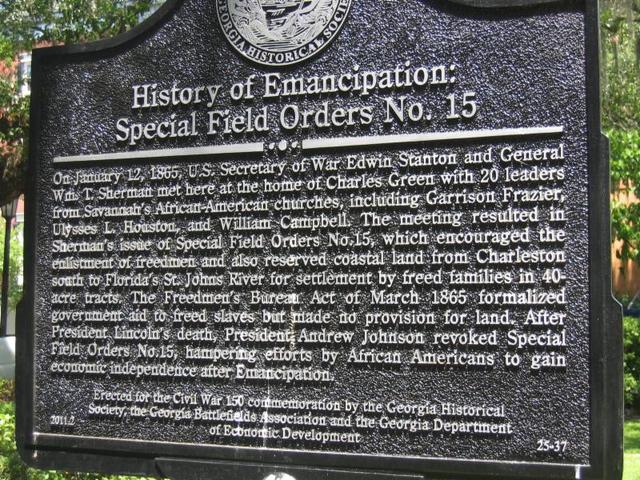 GEORGIA HISTORICAL SOCIETY
History of Emancipation:
Special Field Orders No. 15
On January 12, 1865, U.S. Secretary of War Edwin Stanton and General
Wm. T. Sherman met here at the home of Charles Green with 20 leaders
from Savannah's African-American churches, including Garrison Frazier,
Ulysses L. Houston, and William Campbell. The meeting resulted in
Sherman's issue of Special Field Orders No.15, which encouraged the
enlistment of freedmen and also reserved coastal land from Charleston
south to Florida's St. Johns River for settlement by freed families in 40-
acre tracts. The Freedmen's Bureau Act of March 1865 formalized
government aid to freed slaves but made no provision for land. After
President Lincoln's death, President Andrew Johnson revoked Special
Field Orders No.15, hampering efforts by African Americans to gain
economic independence after Emancipation.
Erected for the Civil War 150 commemoration by the Georgia Historical
Society, the Georgia Battlefields Association and the Georgia Department
of Economic Development
2011.2
25-37